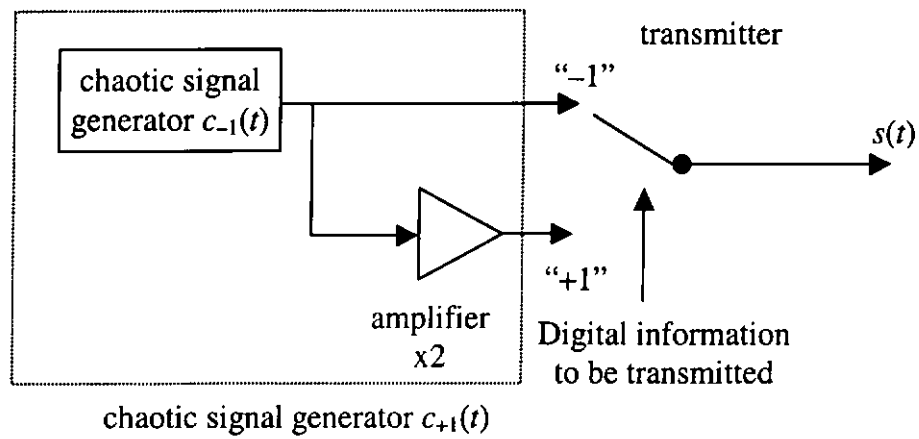 transmitter
chaotic signal
generator c₋₁(t)
“−1”
s(t)
“+1”
amplifier
x2
Digital information
to be transmitted
chaotic signal generator c₊₁(t)